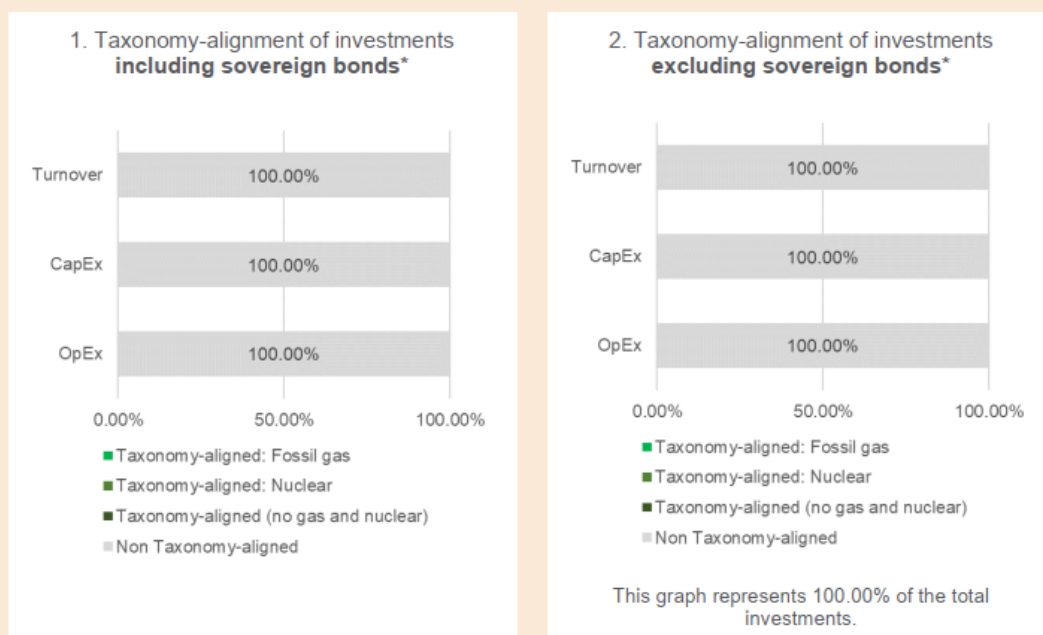 1. Taxonomy-alignment of investments
including sovereign bonds*
Turnover
100.00%
CapEx
100.00%
OpEx
100.00%
0.00% 50.00% 100.00%
Taxonomy-aligned: Fossil gas
Taxonomy-aligned: Nuclear
Taxonomy-aligned (no gas and nuclear)
Non Taxonomy-aligned
2. Taxonomy-alignment of investments
excluding sovereign bonds*
Turnover
100.00%
CapEx
100.00%
OpEx
100.00%
0.00% 50.00% 100.00%
Taxonomy-aligned: Fossil gas
Taxonomy-aligned: Nuclear
Taxonomy-aligned (no gas and nuclear)
Non Taxonomy-aligned
This graph represents 100.00% of the total
investments.